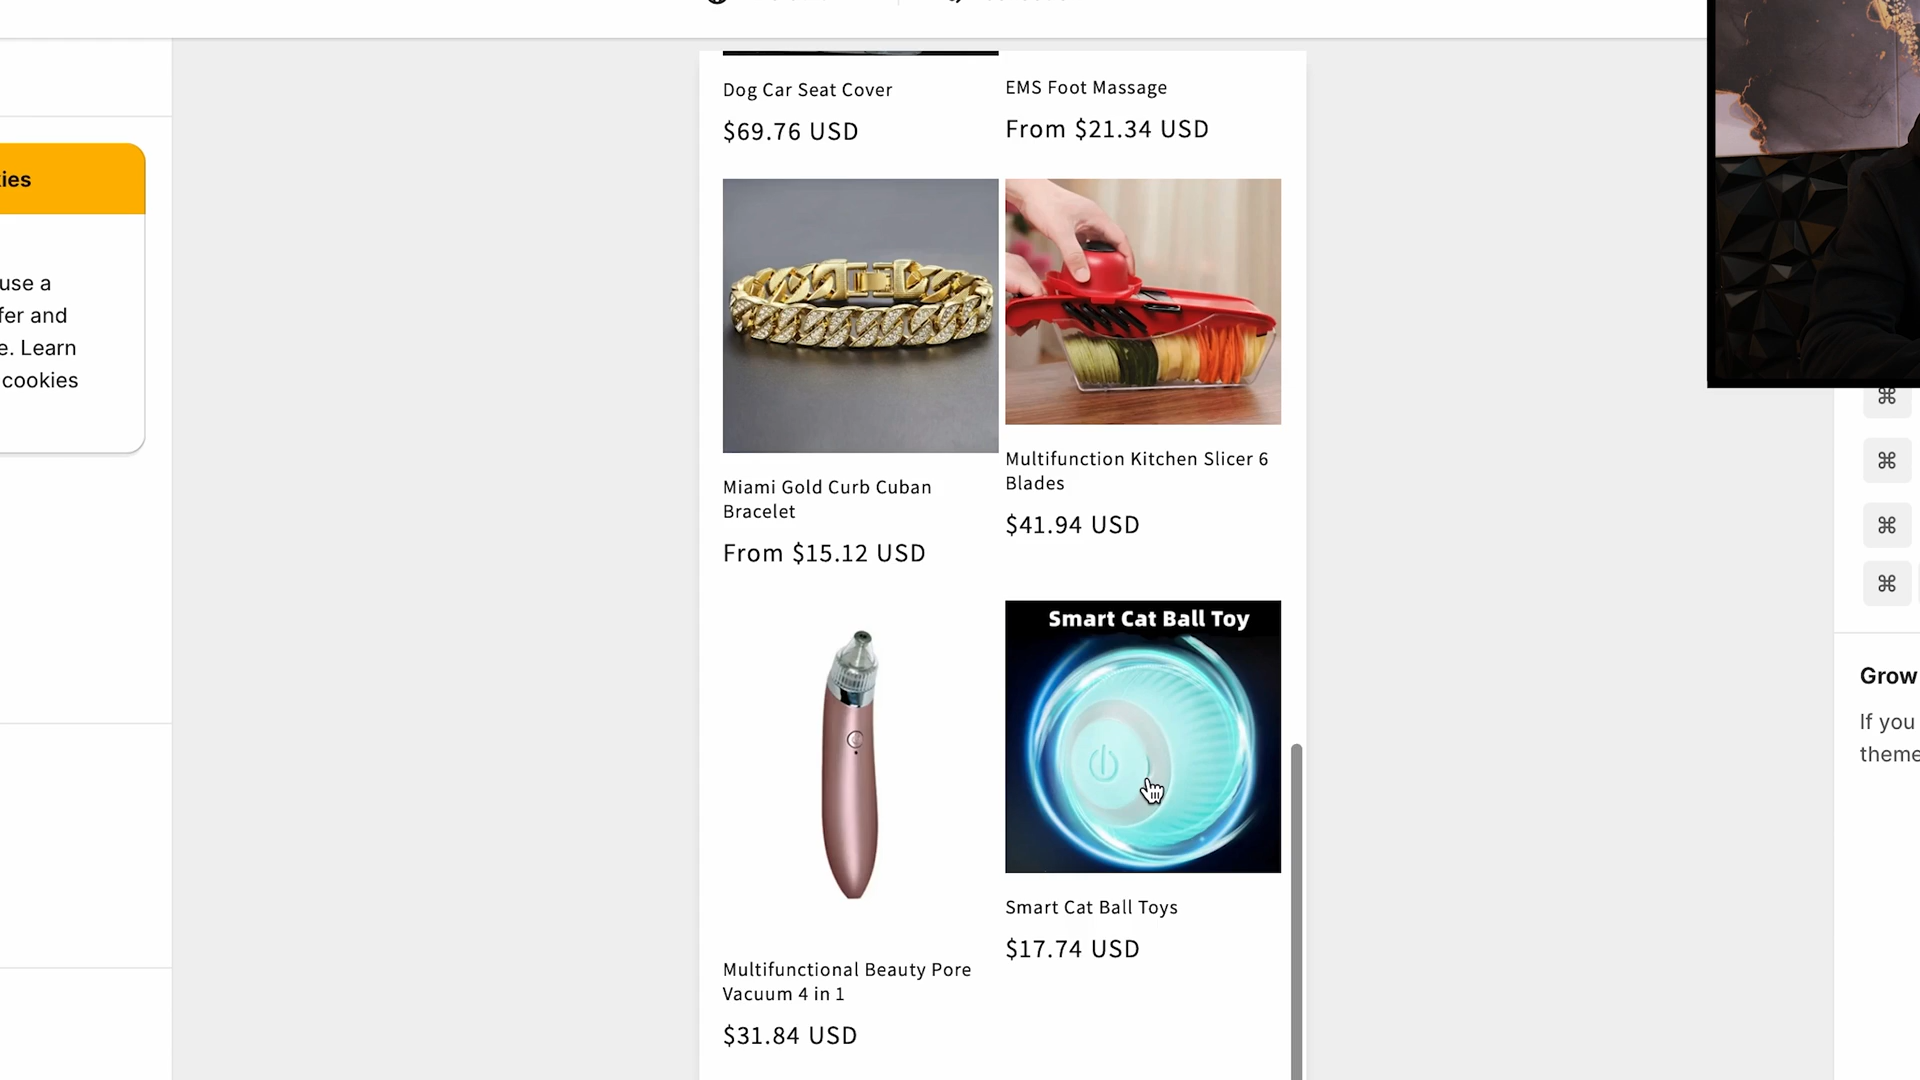 ies
use a
fer and
e. Learn
cookies
Dog Car Seat Cover
$69.76 USD
EMS Foot Massage
From $21.34 USD
Miami Gold Curb Cuban
Bracelet
From $15.12 USD
Multifunction Kitchen Slicer 6
Blades
$41.94 USD
Multifunctional Beauty Pore
Vacuum 4 in 1
$31.84 USD
Smart Cat Ball Toy
Smart Cat Ball Toys
$17.74 USD
⌘
⌘
⌘
⌘
Grow
If you
theme